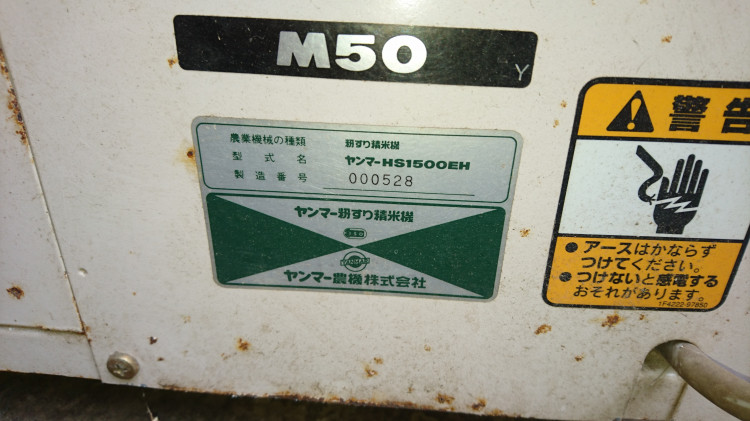 M50
Y
農業機械の種類 籾すり精米機
型式名 ヤンマーHS1500EH
製造番号 000528
ヤンマー籾すり精米機
YANMAR
ヤンマー農機株式会社
警告
●アースはかならず
つけてください。
●つけないと感電する
おそれがあります。
1F4222-97850